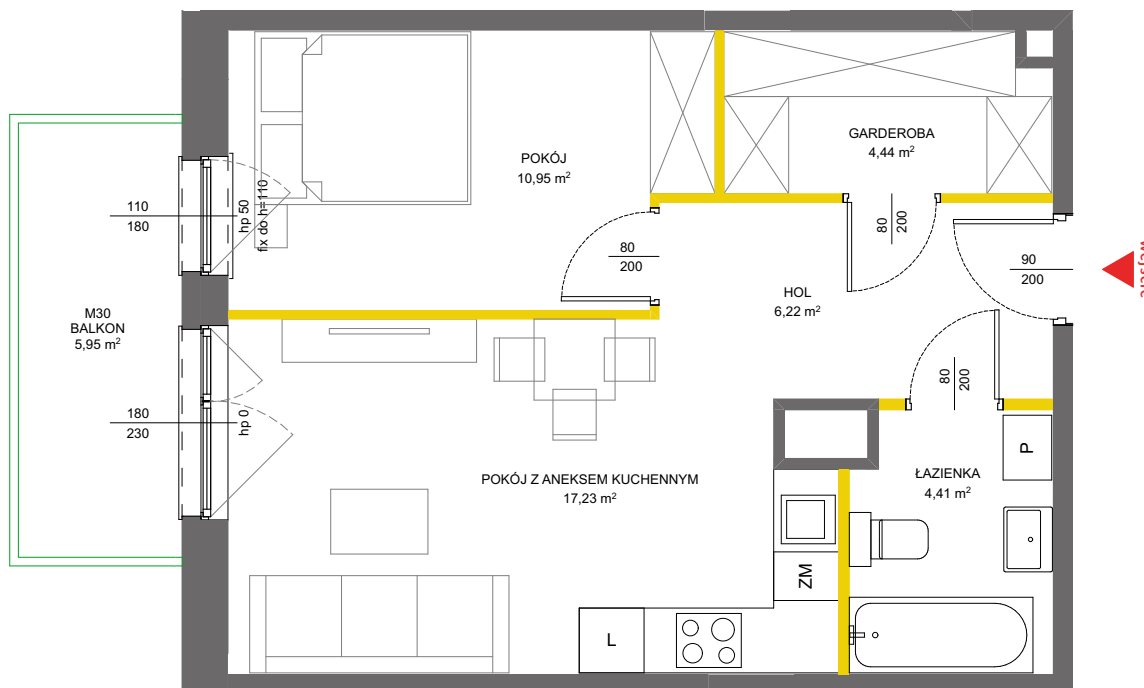 POKÓJ
10,95 m²
GARDEROBA
4,44 m²
110
180
hp 50
fix do h=110
80
200
80
200
90
200
Wejście
HOL
6,22 m²
M30
BALKON
5,95 m²
80
200
180
230
hp 0
POKÓJ Z ANEKSEM KUCHENNYM
17,23 m²
ŁAZIENKA
4,41 m²
P
ZM
L